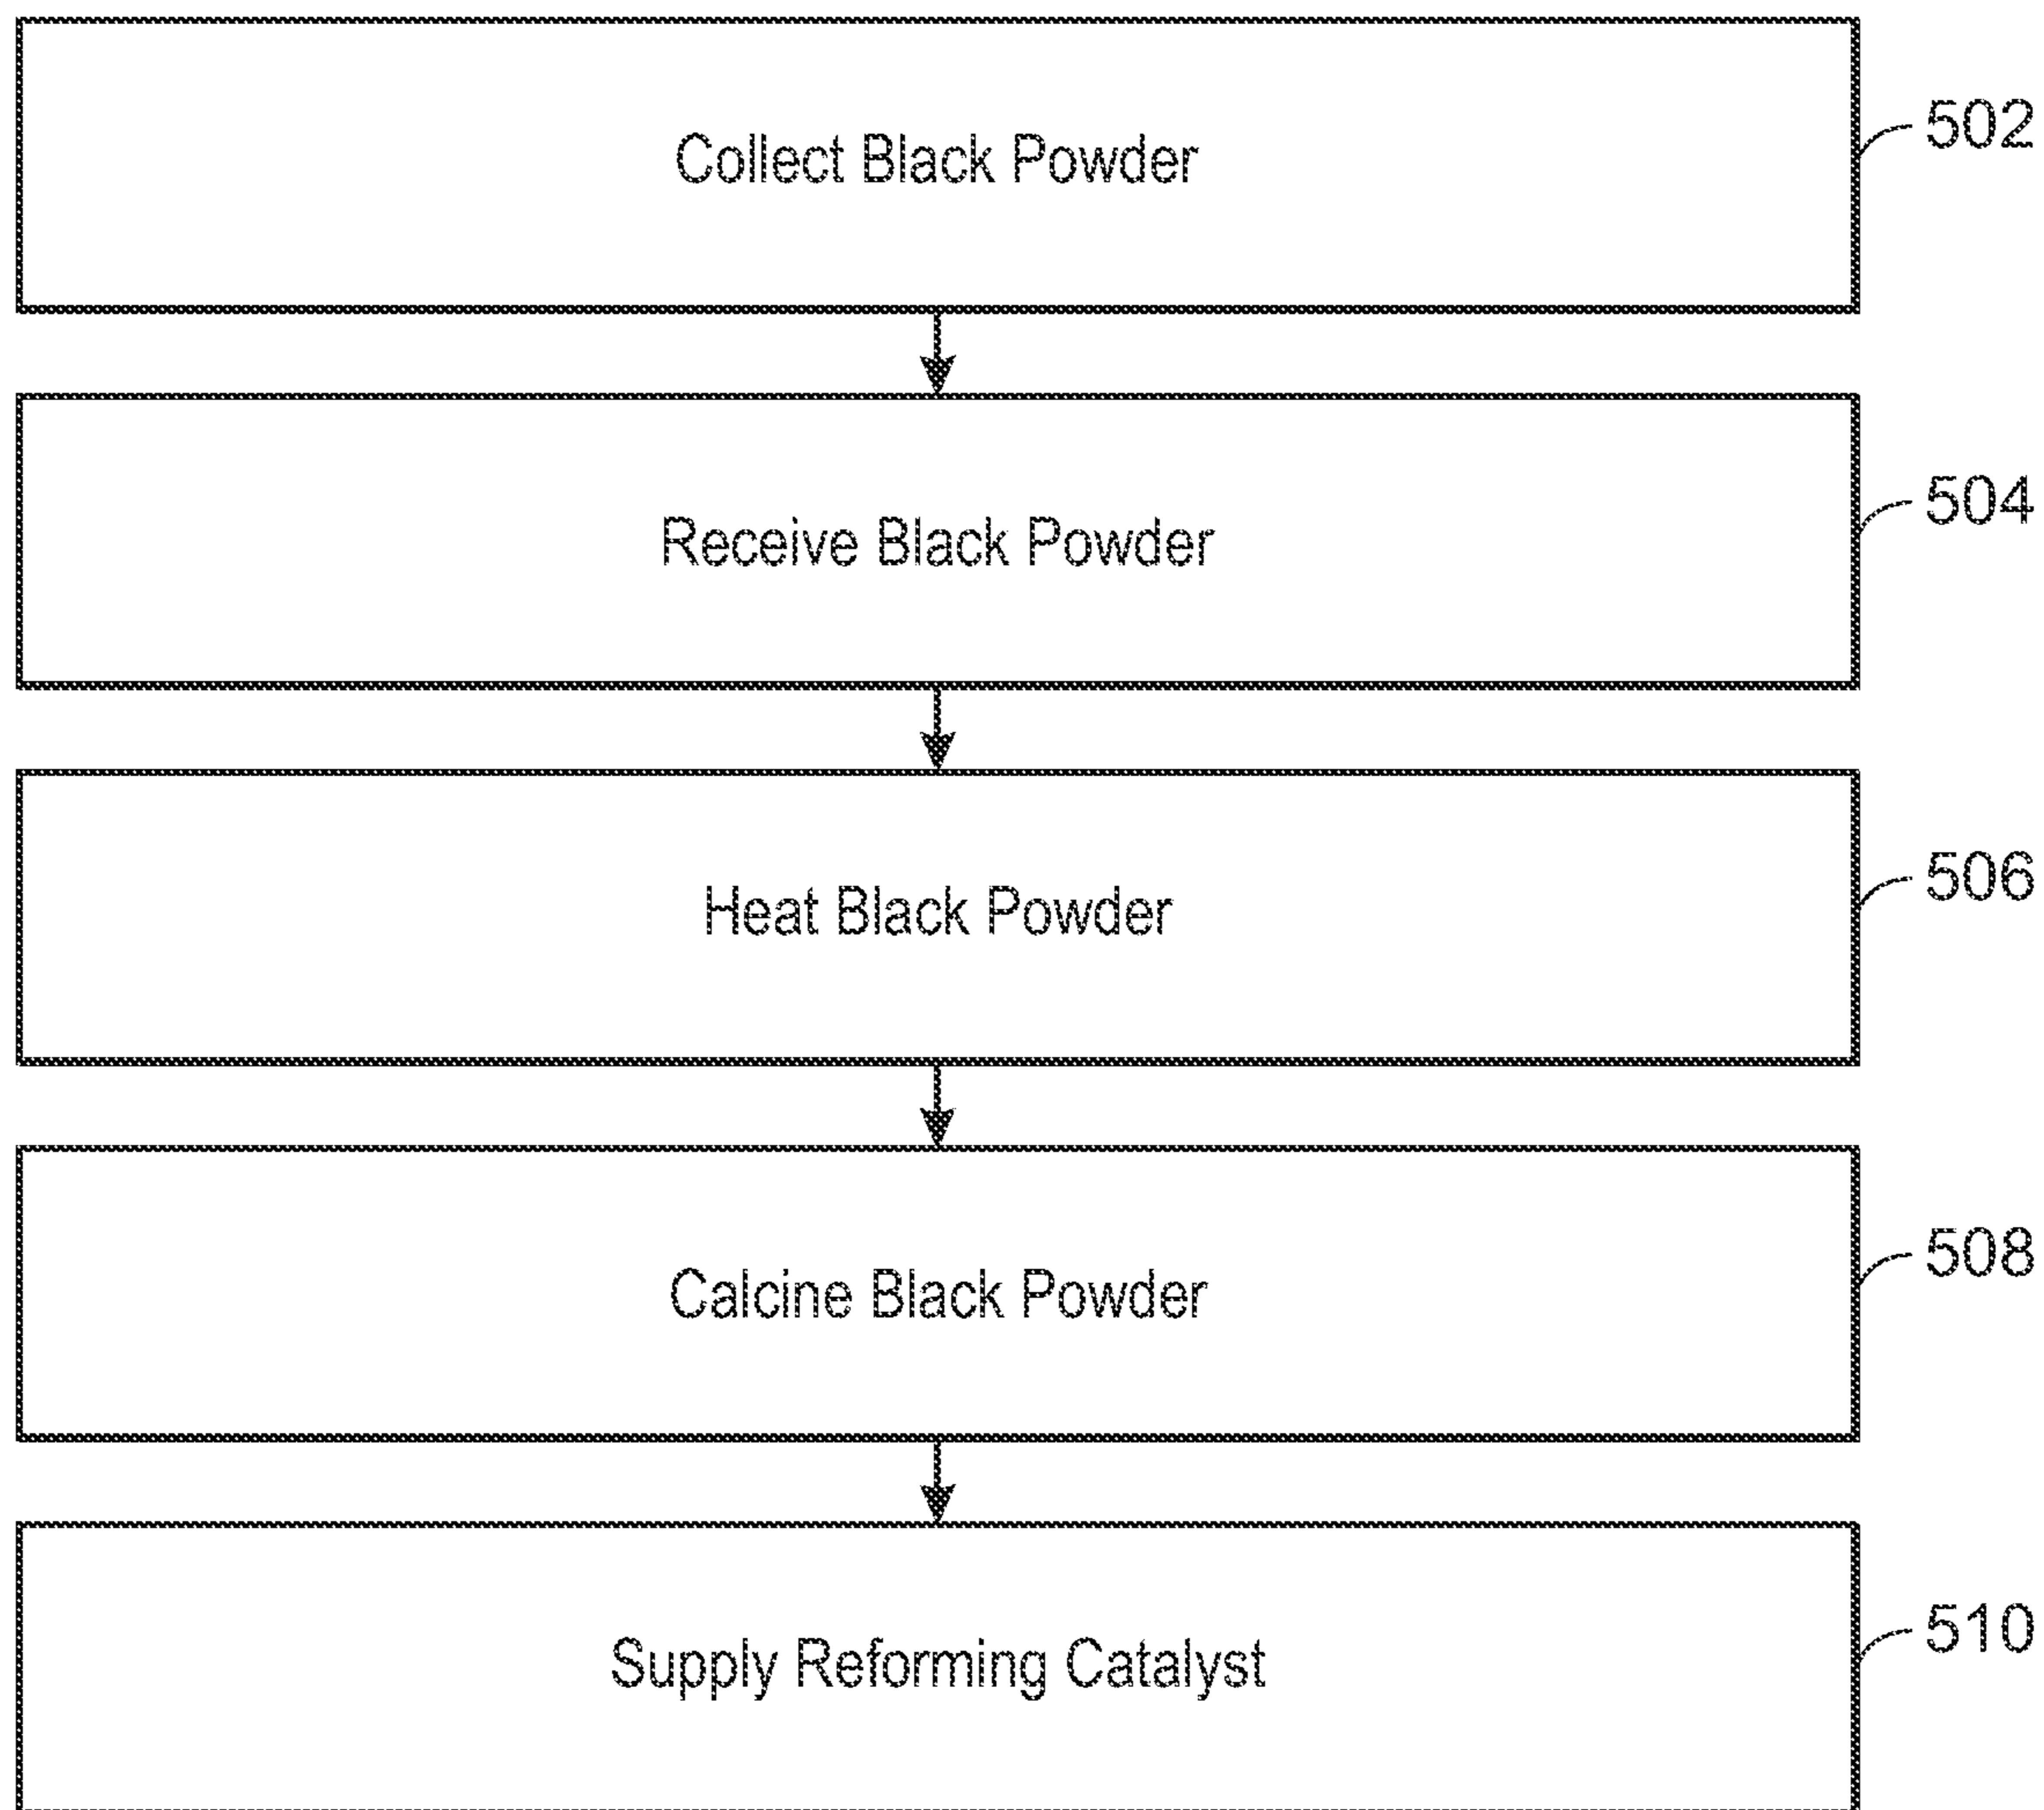 Collect Black Powder
502
Receive Black Powder
504
Heat Black Powder
506
Calcine Black Powder
508
Supply Reforming Catalyst
510